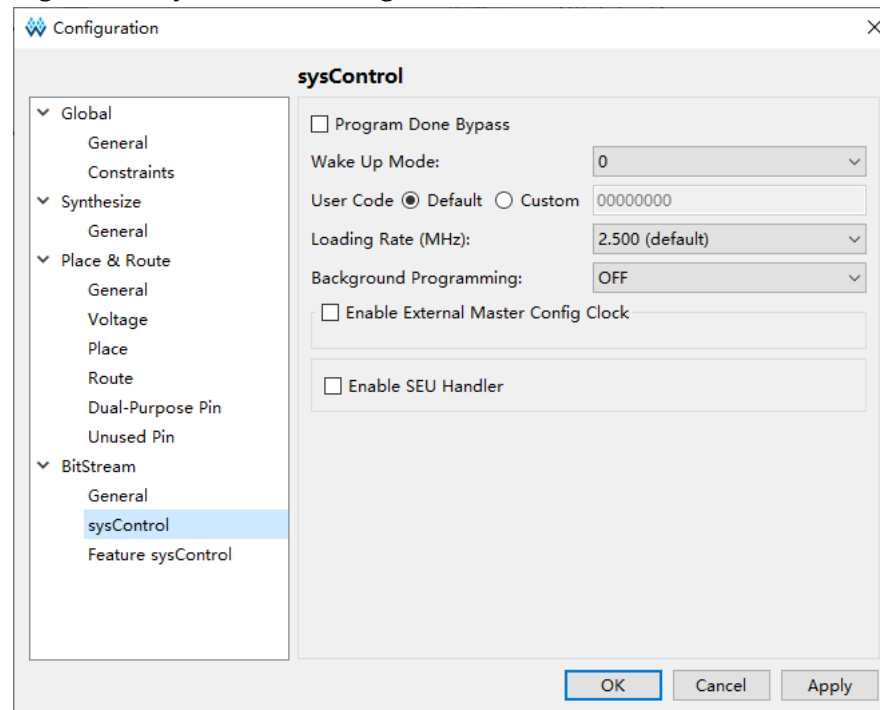 Configuration
sysControl
Global
General
Constraints
Synthesize
General
Place & Route
General
Voltage
Place
Route
Dual-Purpose Pin
Unused Pin
BitStream
General
sysControl
Feature sysControl
Program Done Bypass
Wake Up Mode: 0
User Code Default Custom 00000000
Loading Rate (MHz): 2.500 (default)
Background Programming: OFF
Enable External Master Config Clock
Enable SEU Handler
OK Cancel Apply